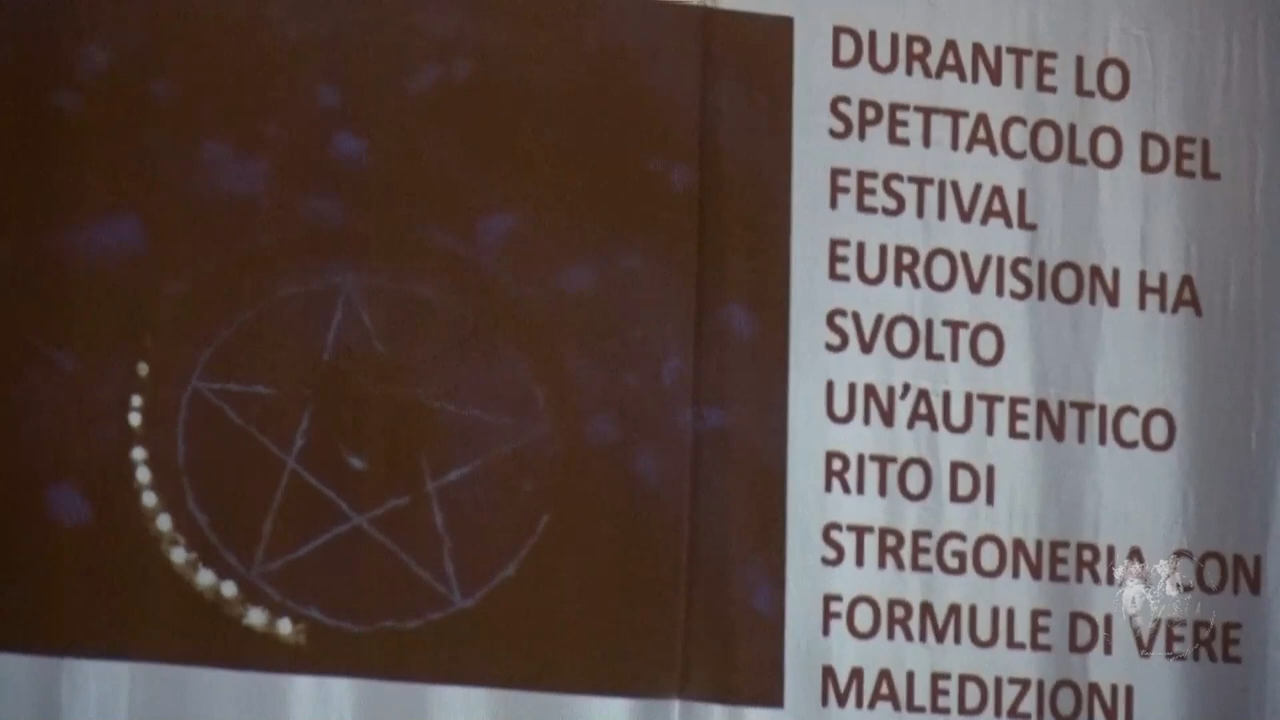 DURANTE LO
SPETTACOLO DEL
FESTIVAL
EUROVISION HA
SVOLTO
UN'AUTENTICO
RITO DI
STREGONERIA CON
FORMULE DI VERE
MALEDIZIONI